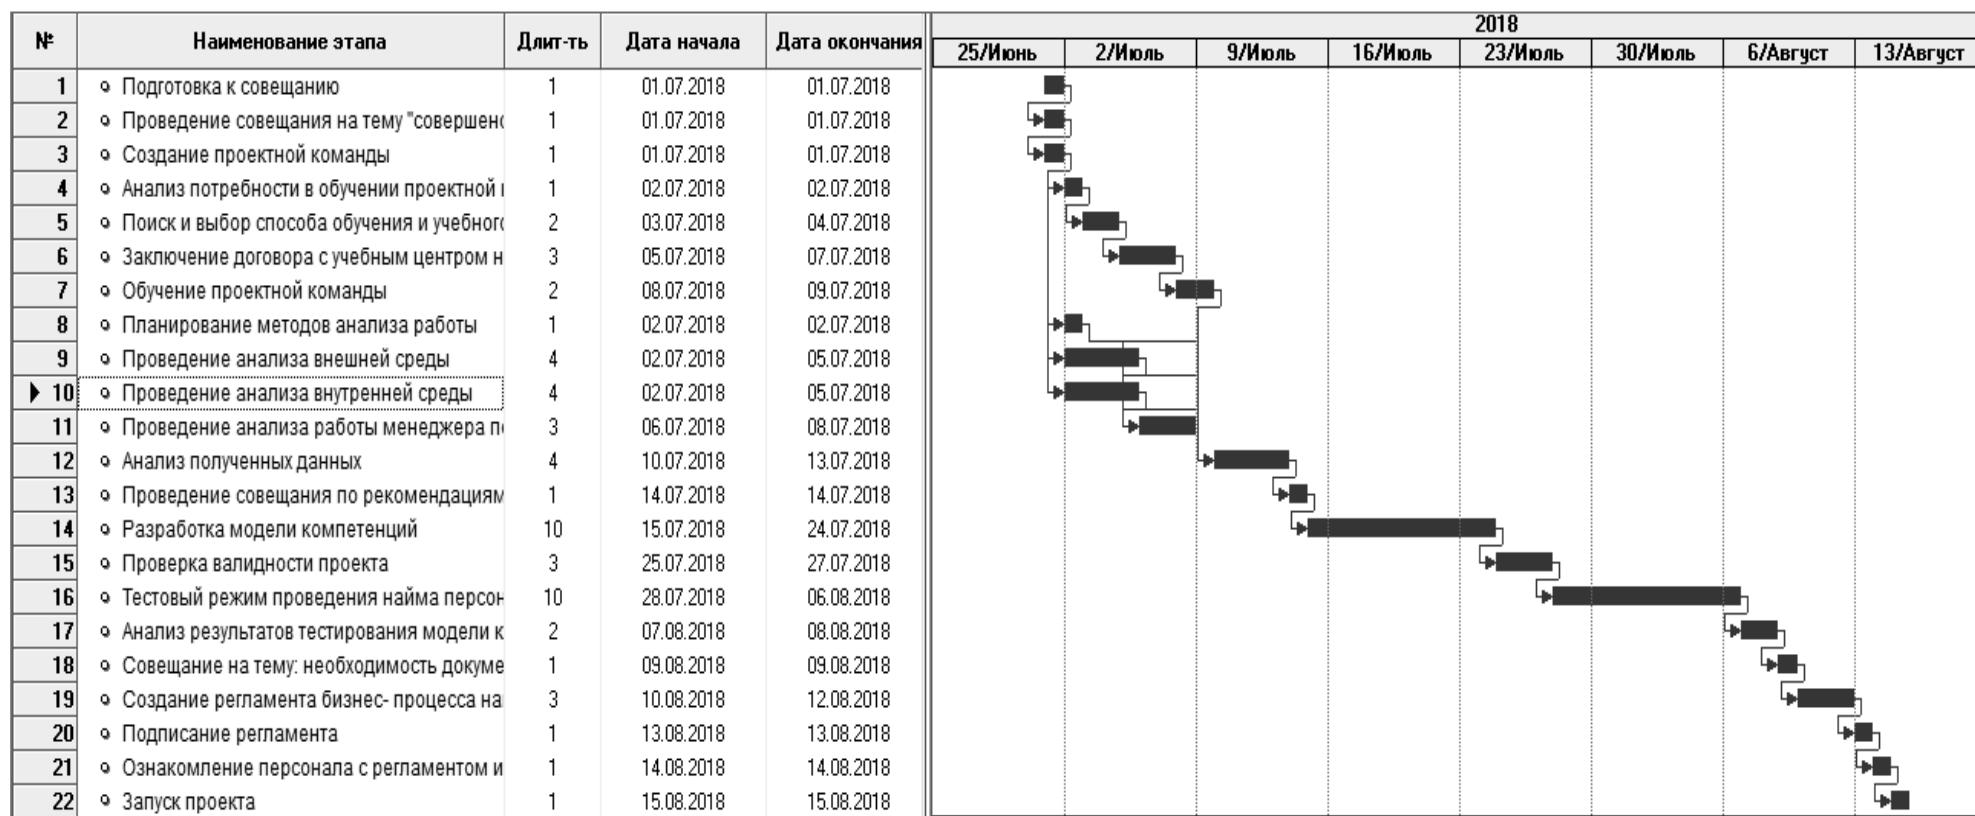 2018
№ Наименование этапа Длит-ть Дата начала Дата окончания 25/Июнь 2/Июль 9/Июль 16/Июль 23/Июль 30/Июль 6/Август 13/Август
1 Подготовка к совещанию 1 01.07.2018 01.07.2018
2 Проведение совещания на тему "совершенс 1 01.07.2018 01.07.2018
3 Создание проектной команды 1 01.07.2018 01.07.2018
4 Анализ потребности в обучении проектной 1 02.07.2018 02.07.2018
5 Поиск и выбор способа обучения и учебного 2 03.07.2018 04.07.2018
6 Заключение договора с учебным центром н 3 05.07.2018 07.07.2018
7 Обучение проектной команды 2 08.07.2018 09.07.2018
8 Планирование методов анализа работы 1 02.07.2018 02.07.2018
9 Проведение анализа внешней среды 4 02.07.2018 05.07.2018
10 Проведение анализа внутренней среды 4 02.07.2018 05.07.2018
11 Проведение анализа работы менеджера п 3 06.07.2018 08.07.2018
12 Анализ полученных данных 4 10.07.2018 13.07.2018
13 Проведение совещания по рекомендациям 1 14.07.2018 14.07.2018
14 Разработка модели компетенций 10 15.07.2018 24.07.2018
15 Проверка валидности проекта 3 25.07.2018 27.07.2018
16 Тестовый режим проведения найма персон 10 28.07.2018 06.08.2018
17 Анализ результатов тестирования модели к 2 07.08.2018 08.08.2018
18 Совещание на тему: необходимость докуме 1 09.08.2018 09.08.2018
19 Создание регламента бизнес- процесса на 3 10.08.2018 12.08.2018
20 Подписание регламента 1 13.08.2018 13.08.2018
21 Ознакомление персонала с регламентом и 1 14.08.2018 14.08.2018
22 Запуск проекта 1 15.08.2018 15.08.2018